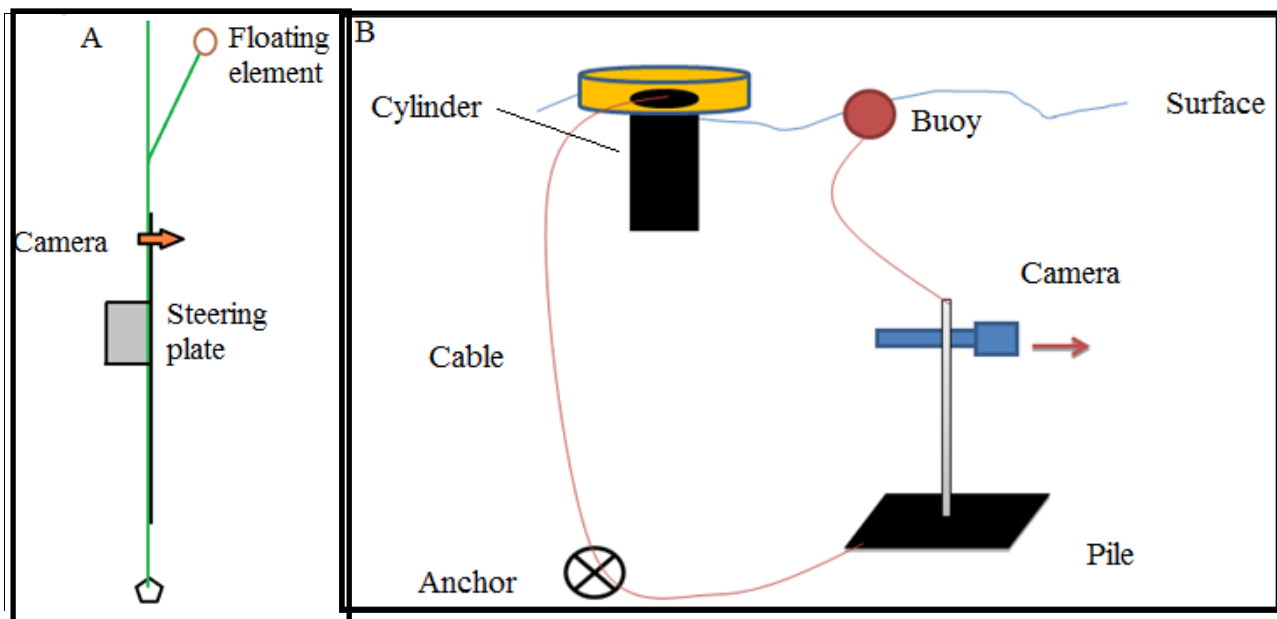 A
Floating
element
Camera
Steering
plate
B
Cylinder
Surface
Buoy
Camera
Cable
Anchor
Pile